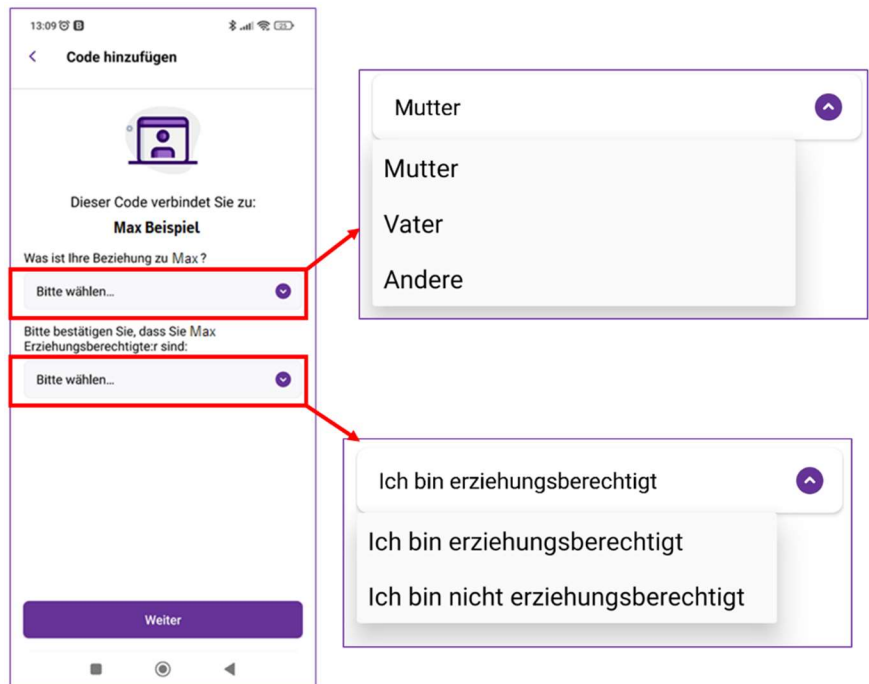 13:09
25
Code hinzufügen
Dieser Code verbindet Sie zu:
Max Beispiel
Was ist Ihre Beziehung zu Max?
Bitte wählen...
Bitte bestätigen Sie, dass Sie Max
Erziehungsberechtigte:r sind:
Bitte wählen...
Weiter
Mutter
Mutter
Vater
Andere
Ich bin erziehungsberechtigt
Ich bin erziehungsberechtigt
Ich bin nicht erziehungsberechtigt